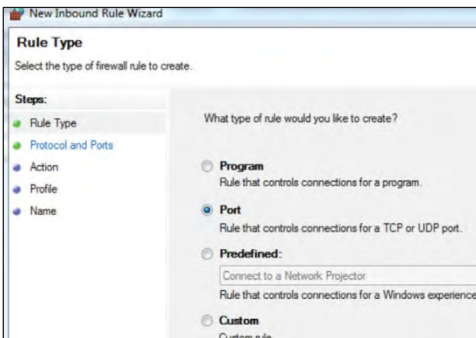 New Inbound Rule Wizard
Rule Type
Select the type of firewall rule to create.
Steps:
Rule Type
Protocol and Ports
Action
Profile
Name
What type of rule would you like to create?
Program
Rule that controls connections for a program.
Port
Rule that controls connections for a TCP or UDP port.
Predefined:
Connect to a Network Projector
Rule that controls connections for a Windows experience
Custom
Custom rule